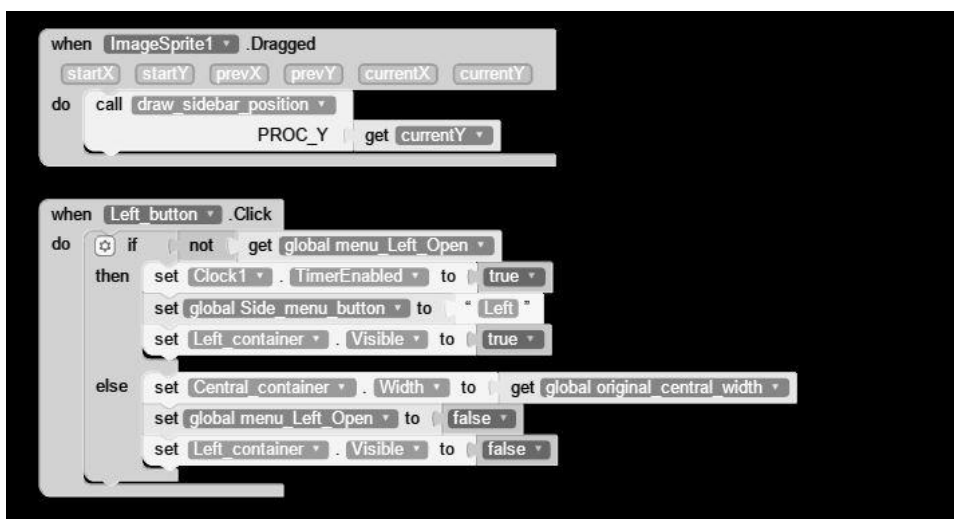 when ImageSprite1 .Dragged
startX startY prevX prevY currentX currentY
do call draw_sidebar_position
PROC_Y get currentY
when Left_button .Click
do if not get global menu_Left_Open
then set Clock1 . TimerEnabled to true
set global Side_menu_button to “ Left ”
set Left_container . Visible to true
else set Central_container . Width to get global original_central_width
set global menu_Left_Open to false
set Left_container . Visible to false